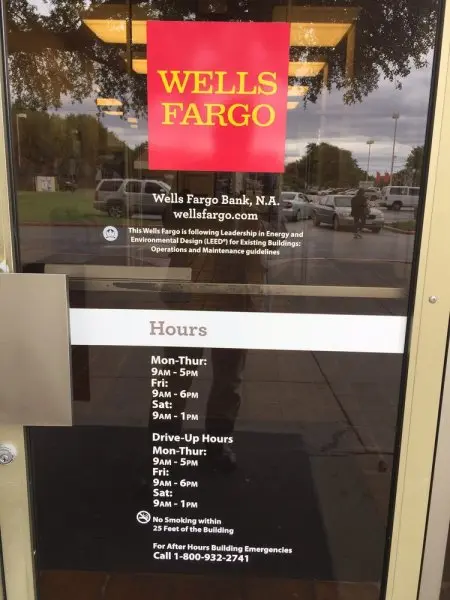 WELLS
FARGO
Wells Fargo Bank, N.A.
wellsfargo.com
This Wells Fargo is following Leadership in Energy and
Environmental Design (LEED®) for Existing Buildings:
Operations and Maintenance guidelines
Hours
Mon-Thur:
9AM - 5PM
Fri:
9AM - 6PM
Sat:
9AM - 1PM
Drive-Up Hours
Mon-Thur:
9AM - 5PM
Fri:
9AM - 6PM
Sat:
9AM - 1PM
No Smoking within
25 Feet of the Building
For After Hours Building Emergencies
Call 1-800-932-2741